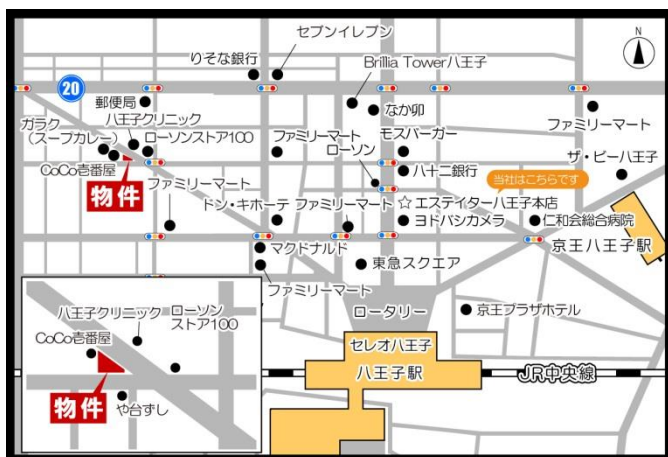 セブンイレブン
りそな銀行
N
Brillia Tower八王子
20
郵便局
なか卯
八王子クリニック
ファミリーマート
ガラク
(スープカレー)
ローソンストア100
ファミリーマート
モスバーガー
ローソン
CoCo壱番屋
八十二銀行
ザ・ビー八王子
物件
ファミリーマート
当社はこちらです
ドン・キホーテ
ファミリーマート
☆ エステイター八王子本店
ヨドバシカメラ
仁和会総合病院
京王八王子駅
マクドナルド
東急スクエア
ファミリーマート
ロータリー
京王プラザホテル
セレオ八王子
八王子駅
JR中央線
八王子クリニック
ローソン
ストア100
CoCo壱番屋
物件
や台ずし